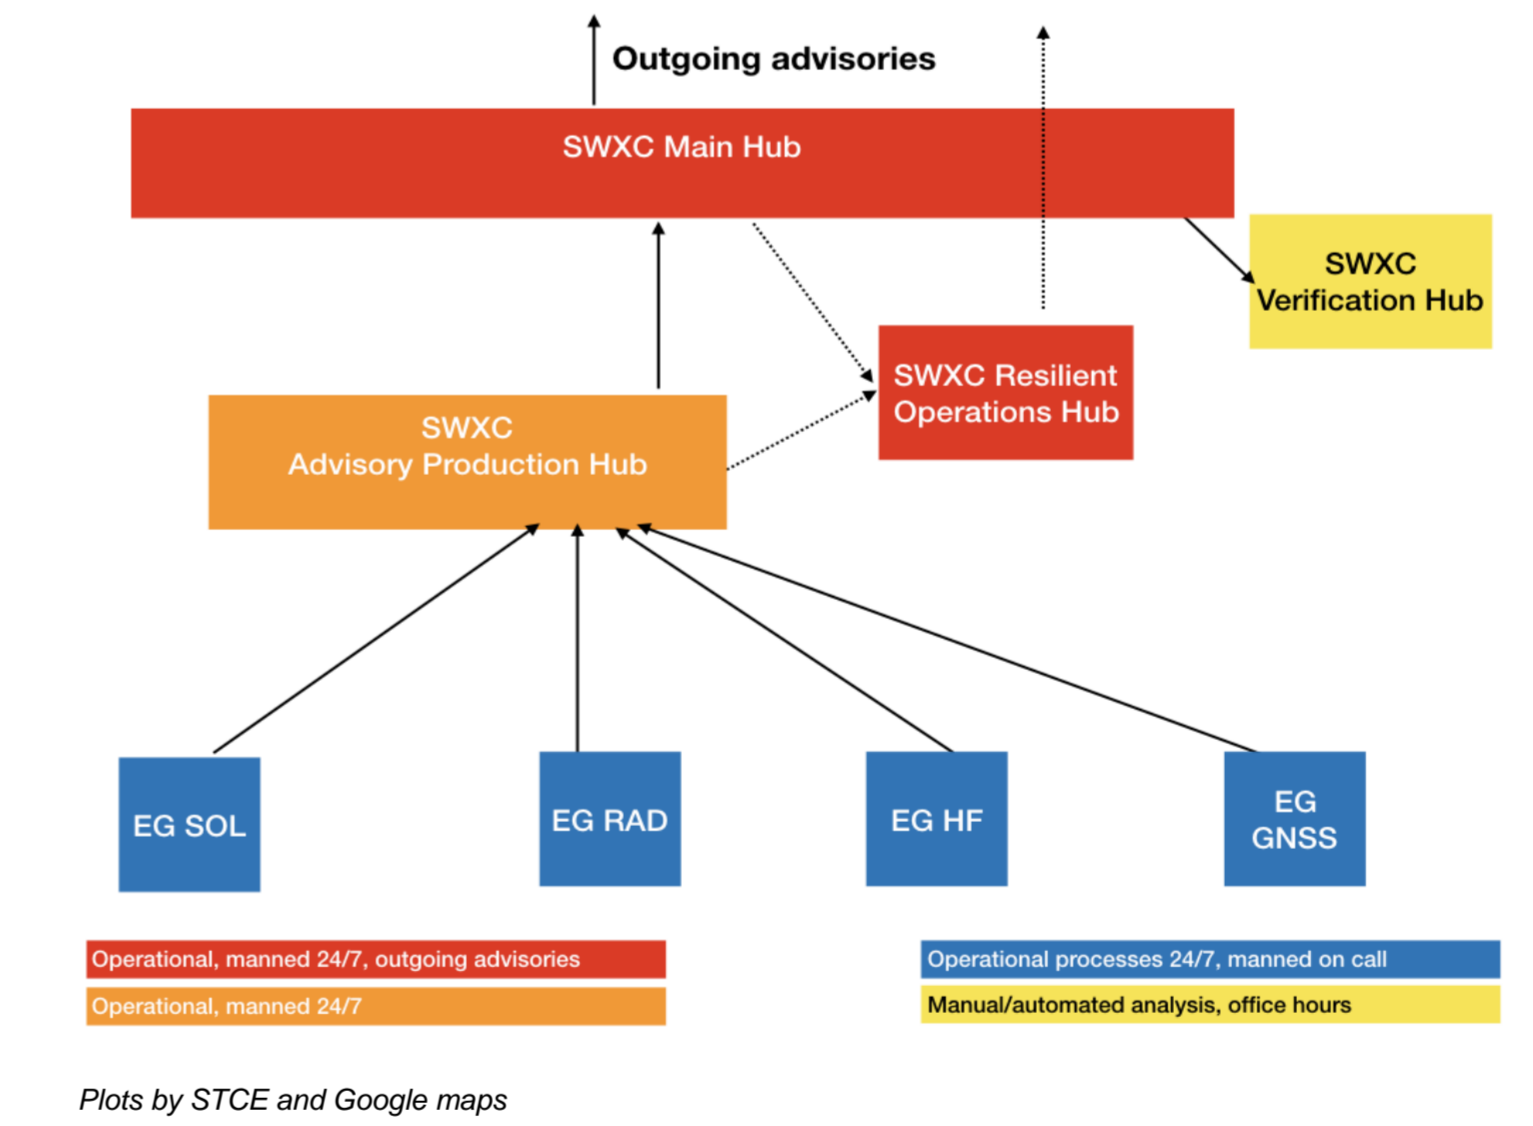 Outgoing advisories
SWXC Main Hub
SWXC
Verification Hub
SWXC Resilient
Operations Hub
SWXC
Advisory Production Hub
EG SOL
EG RAD
EG HF
EG
GNSS
Operational, manned 24/7, outgoing advisories
Operational, manned 24/7
Operational processes 24/7, manned on call
Manual/automated analysis, office hours
Plots by STCE and Google maps